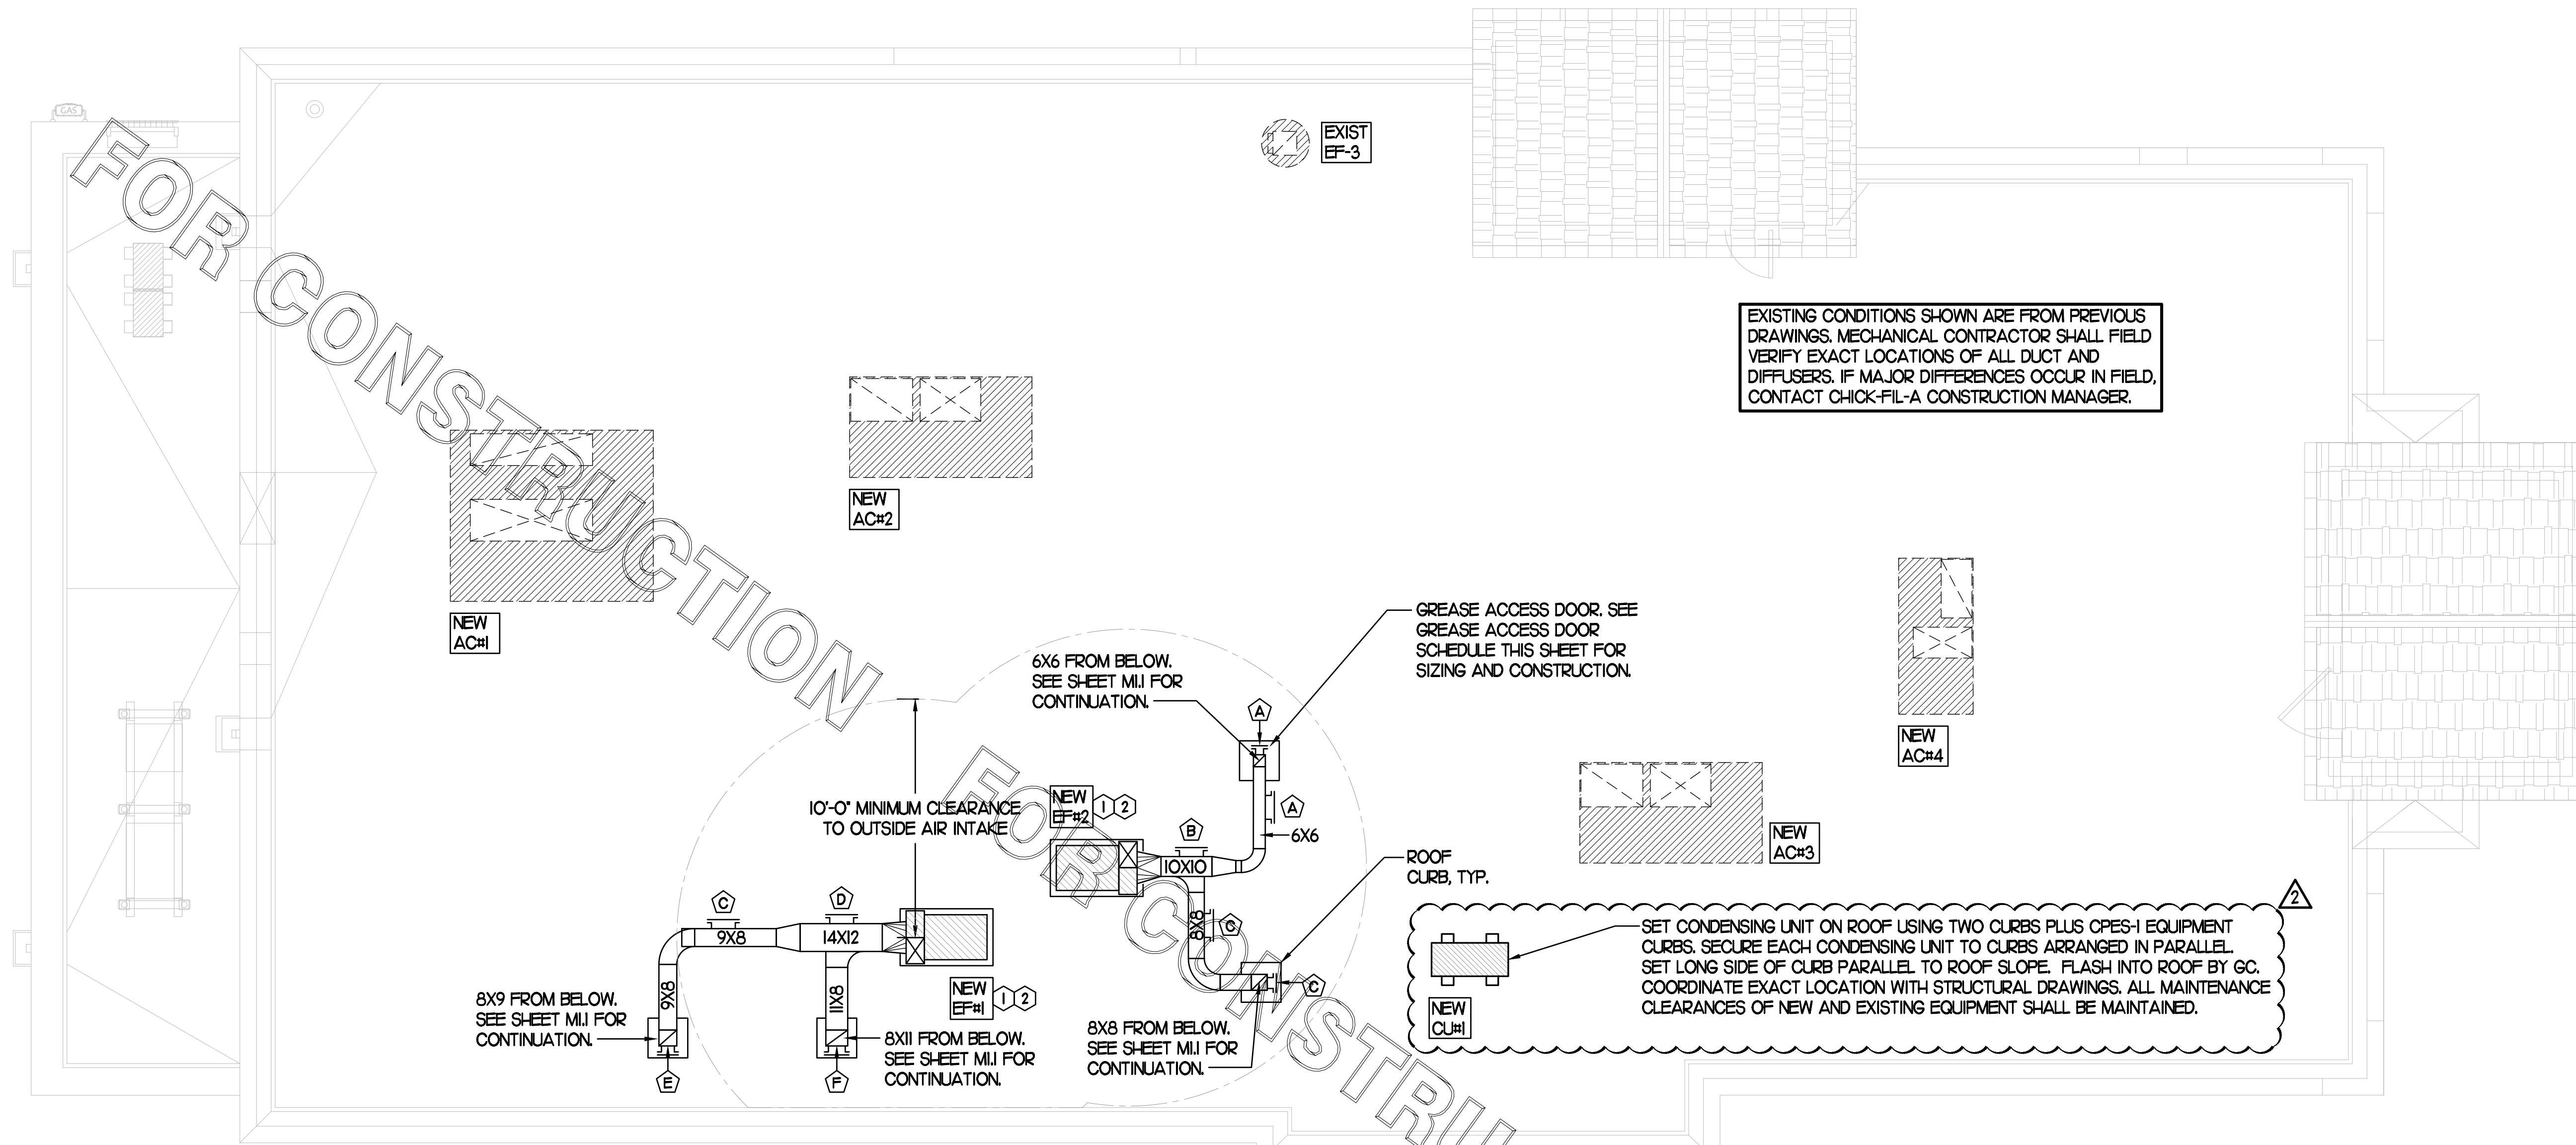 GAS
EXIST
EF-3
EXISTING CONDITIONS SHOWN ARE FROM PREVIOUS
DRAWINGS. MECHANICAL CONTRACTOR SHALL FIELD
VERIFY EXACT LOCATIONS OF ALL DUCT AND
DIFFUSERS. IF MAJOR DIFFERENCES OCCUR IN FIELD,
CONTACT CHICK-FIL-A CONSTRUCTION MANAGER.
FOR CONSTRUCTION
NEW
AC#2
NEW
AC#1
GREASE ACCESS DOOR. SEE
GREASE ACCESS DOOR
SCHEDULE THIS SHEET FOR
SIZING AND CONSTRUCTION.
6X6 FROM BELOW.
SEE SHEET M1.1 FOR
CONTINUATION.
A
NEW
AC#4
10'-0" MINIMUM CLEARANCE
TO OUTSIDE AIR INTAKE
NEW
EF#2
1
2
A
B
6X6
10X10
NEW
AC#3
ROOF
CURB, TYP.
C
D
9X8
14X12
8X8
C
9X8
11X8
NEW
EF#1
1
2
C
8X9 FROM BELOW.
SEE SHEET M1.1 FOR
CONTINUATION.
E
F
8X11 FROM BELOW.
SEE SHEET M1.1 FOR
CONTINUATION.
8X8 FROM BELOW.
SEE SHEET M1.1 FOR
CONTINUATION.
2
SET CONDENSING UNIT ON ROOF USING TWO CURBS PLUS CPES-1 EQUIPMENT
CURBS. SECURE EACH CONDENSING UNIT TO CURBS ARRANGED IN PARALLEL.
SET LONG SIDE OF CURB PARALLEL TO ROOF SLOPE. FLASH INTO ROOF BY GC.
COORDINATE EXACT LOCATION WITH STRUCTURAL DRAWINGS. ALL MAINTENANCE
CLEARANCES OF NEW AND EXISTING EQUIPMENT SHALL BE MAINTAINED.
NEW
CU#1
FOR CONSTRU